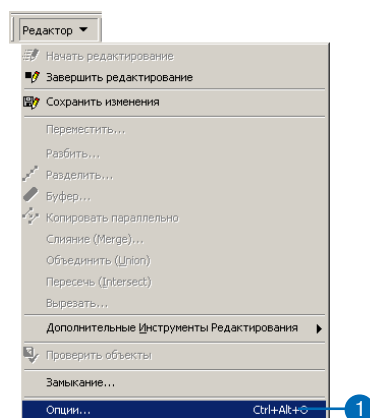 Редактор
Начать редактирование
Завершить редактирование
Сохранить изменения
Переместить...
Разбить...
Разделить...
Буфер...
Копировать параллельно
Слияние (Merge)...
Объединить (Union)
Пересечь (Intersect)
Вырезать...
Дополнительные Инструменты Редактирования
Проверить объекты
Замыкание...
Опции... Ctrl+Alt+O 1